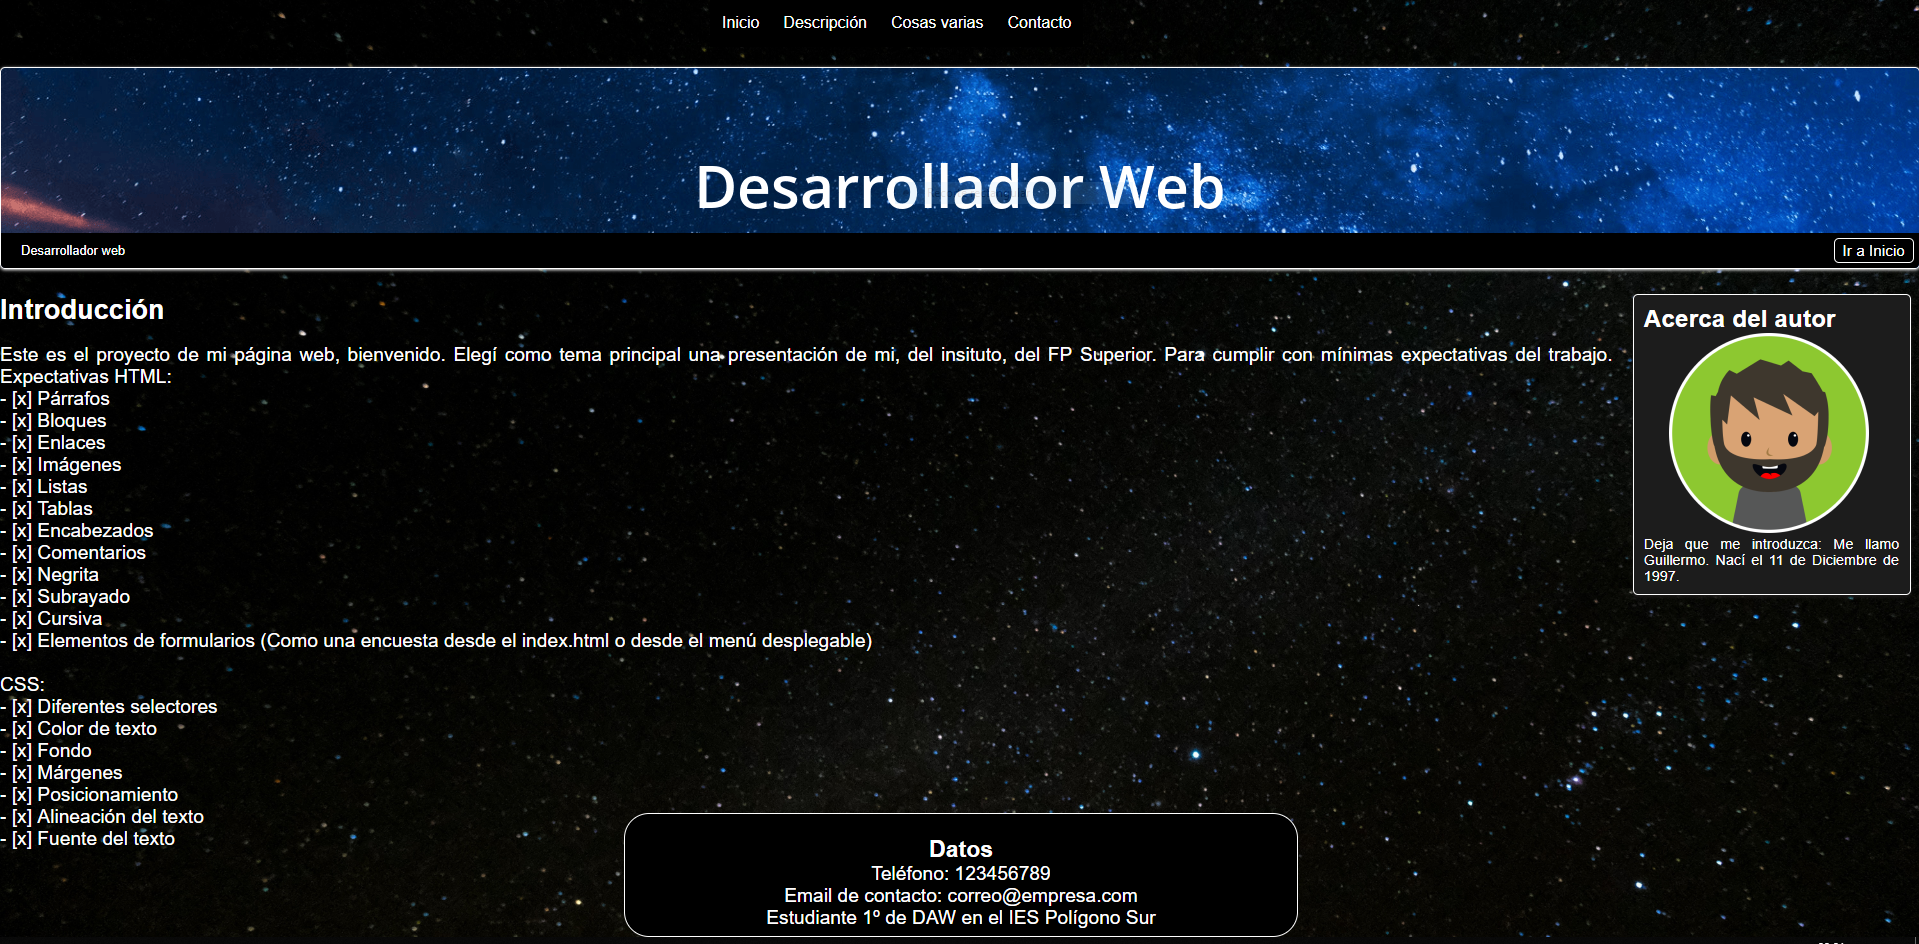 Inicio Descripción Cosas varias Contacto
Desarrollador Web
Desarrollador web
Ir a Inicio
Introducción
Este es el proyecto de mi página web, bienvenido. Elegí como tema principal una presentación de mi, del insituto, del FP Superior. Para cumplir con mínimas expectativas del trabajo.
Expectativas HTML:
- [x] Párrafos
- [x] Bloques
- [x] Enlaces
- [x] Imágenes
- [x] Listas
- [x] Tablas
- [x] Encabezados
- [x] Comentarios
- [x] Negrita
- [x] Subrayado
- [x] Cursiva
- [x] Elementos de formularios (Como una encuesta desde el index.html o desde el menú desplegable)
CSS:
- [x] Diferentes selectores
- [x] Color de texto
- [x] Fondo
- [x] Márgenes
- [x] Posicionamiento
- [x] Alineación del texto
- [x] Fuente del texto
Acerca del autor
Deja que me introduzca: Me llamo
Guillermo. Nací el 11 de Diciembre de
1997.
Datos
Teléfono: 123456789
Email de contacto: correo@empresa.com
Estudiante 1º de DAW en el IES Polígono Sur